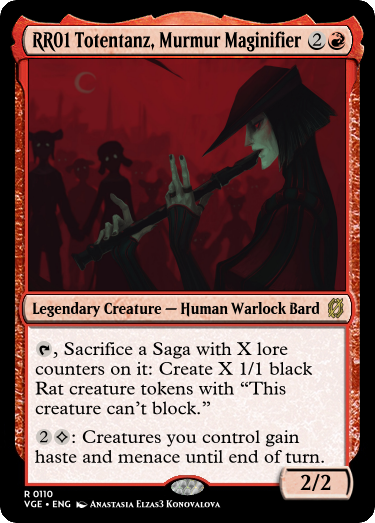 RR01 Totentanz, Murmur Maginifier 2
Legendary Creature — Human Warlock Bard
, Sacrifice a Saga with X lore
counters on it: Create X 1/1 black
Rat creature tokens with “This
creature can’t block.”
2 : Creatures you control gain
haste and menace until end of turn.
2/2
R 0110
VGE • ENG Anastasia Elzas3 Konovalova